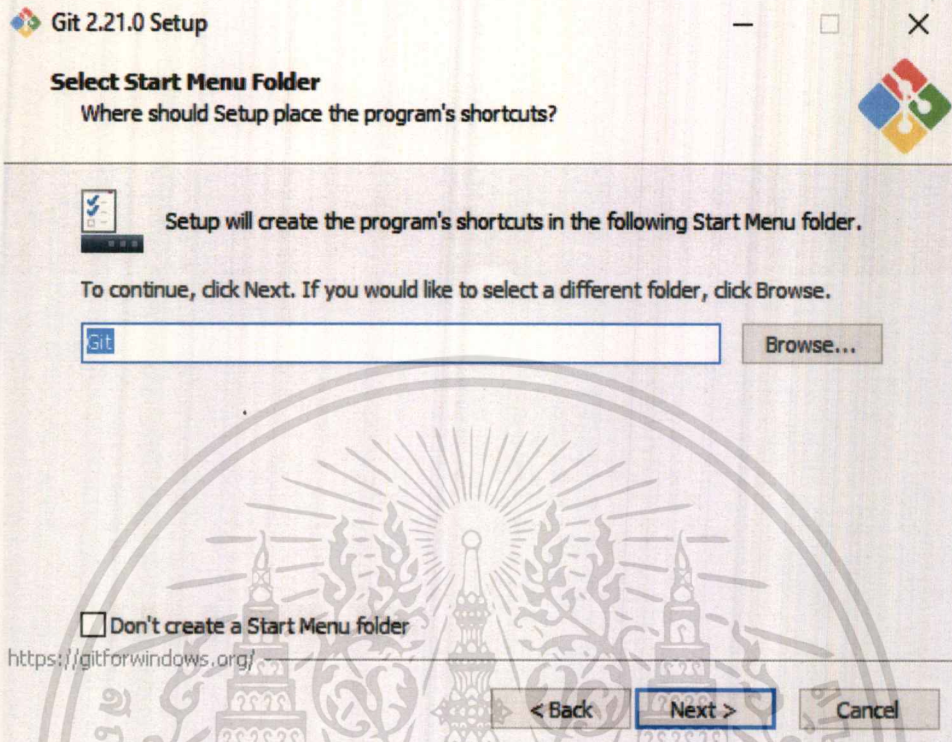 Git 2.21.0 Setup
Select Start Menu Folder
Where should Setup place the program's shortcuts?
Setup will create the program's shortcuts in the following Start Menu folder.
To continue, click Next. If you would like to select a different folder, click Browse.
Git
Browse...
Don't create a Start Menu folder
https://gitforwindows.org/
< Back
Next >
Cancel